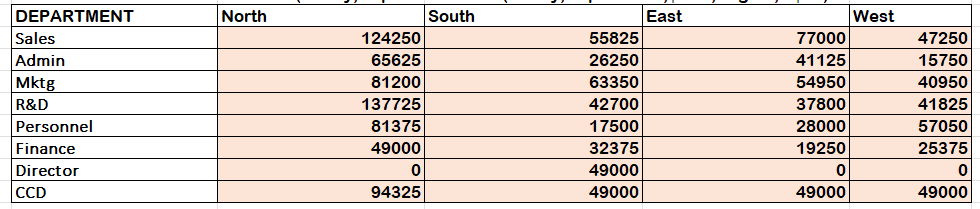 DEPARTMENT North South East West
Sales 124250 55825 77000 47250
Admin 65625 26250 41125 15750
Mktg 81200 63350 54950 40950
R&D 137725 42700 37800 41825
Personnel 81375 17500 28000 57050
Finance 49000 32375 19250 25375
Director 0 49000 0 0
CCD 94325 49000 49000 49000